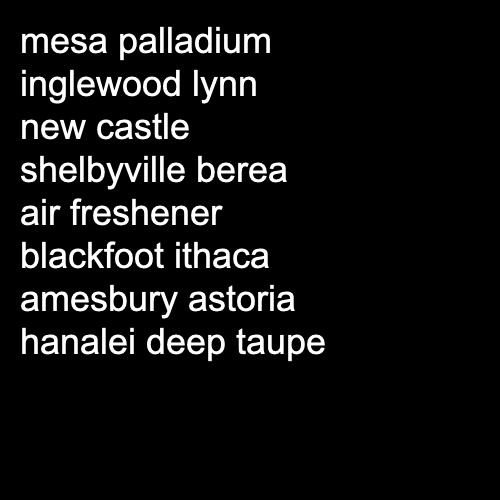 mesa palladium
inglewood lynn
new castle
shelbyville berea
air freshener
blackfoot ithaca
amesbury astoria
hanalei deep taupe